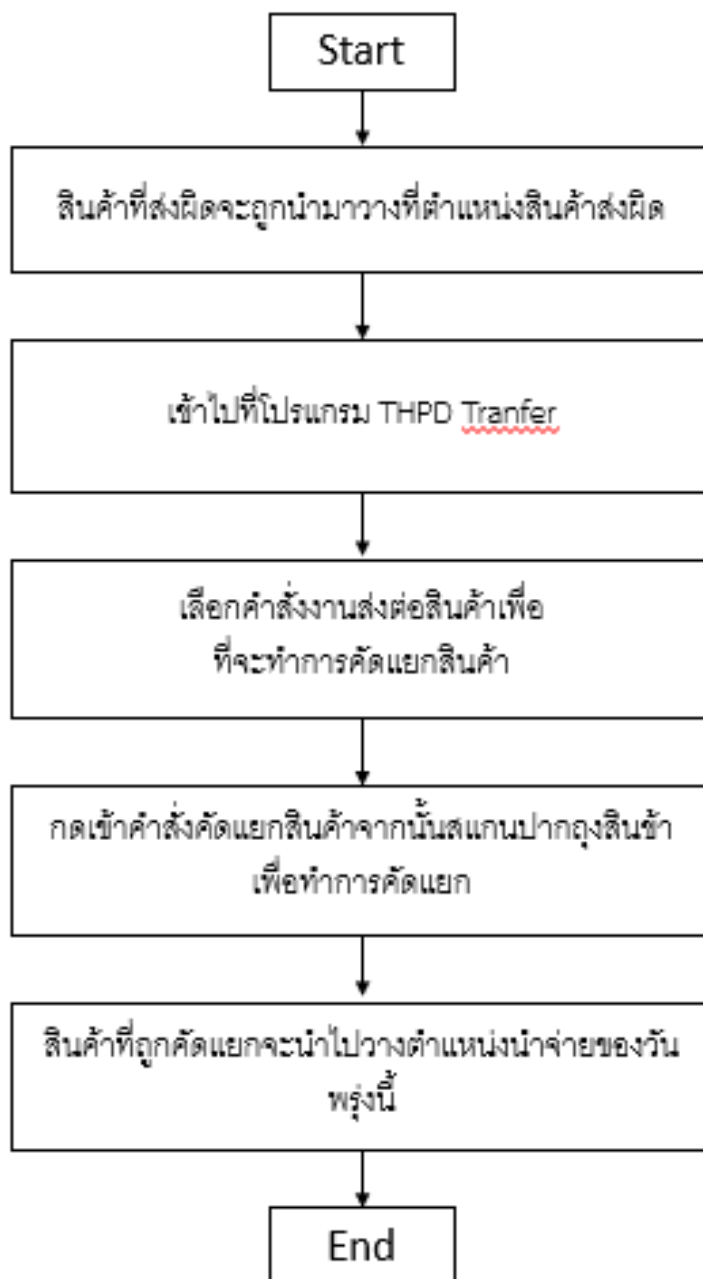 Start
สินค้าที่ส่งผิดจะถูกนำมาวางที่ตำแหน่งสินค้าส่งผิด
เข้าไปที่โปรแกรม THPD Tranfer
เลือกคำสั่งงานส่งต่อสินค้าเพื่อ
ที่จะทำการคัดแยกสินค้า
กดเข้าคำสั่งคัดแยกสินค้าจากนั้นสแกนปากถุงสินข้า
เพื่อทำการคัดแยก
สินค้าที่ถูกคัดแยกจะนำไปวางตำแหน่งนำจ่ายของวัน
พรุ่งนี้
End